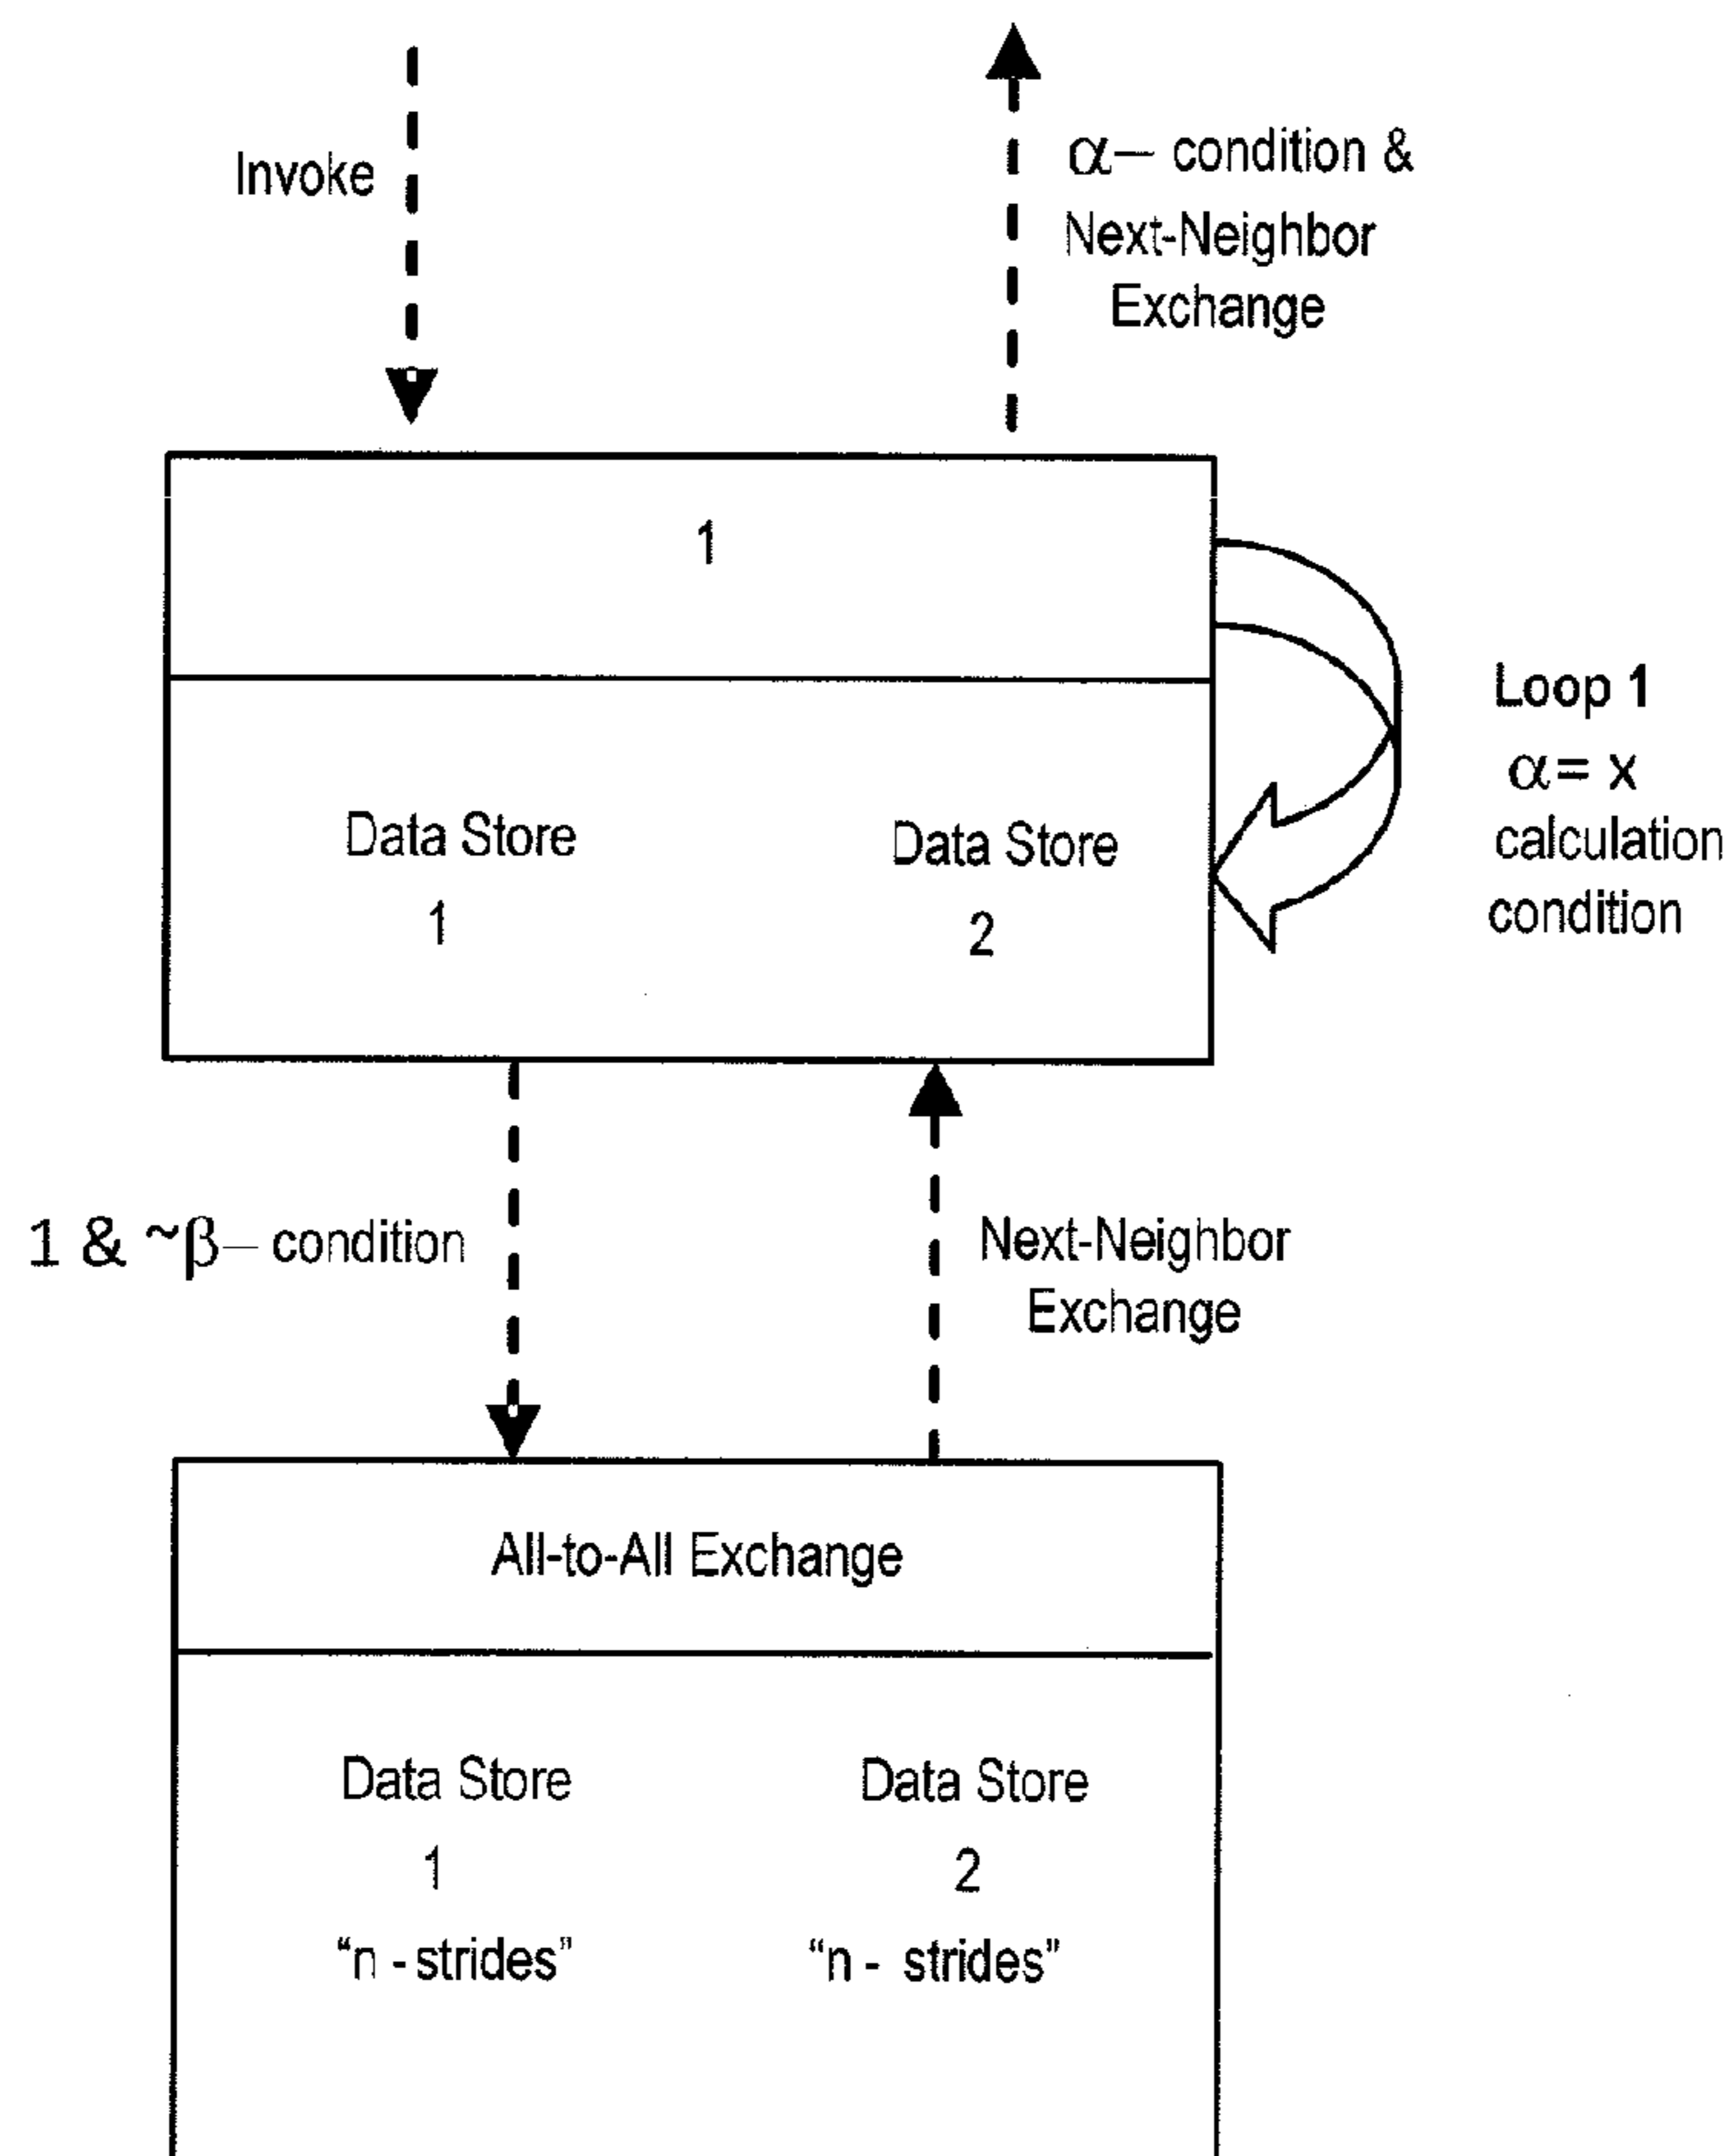 Invoke
α— condition &
Next-Neighbor
Exchange
1
Loop 1
α= x
calculation
condition
Data Store
1
Data Store
2
1 & ~β— condition
Next-Neighbor
Exchange
All-to-All Exchange
Data Store
1
"n - strides"
Data Store
2
"n - strides"